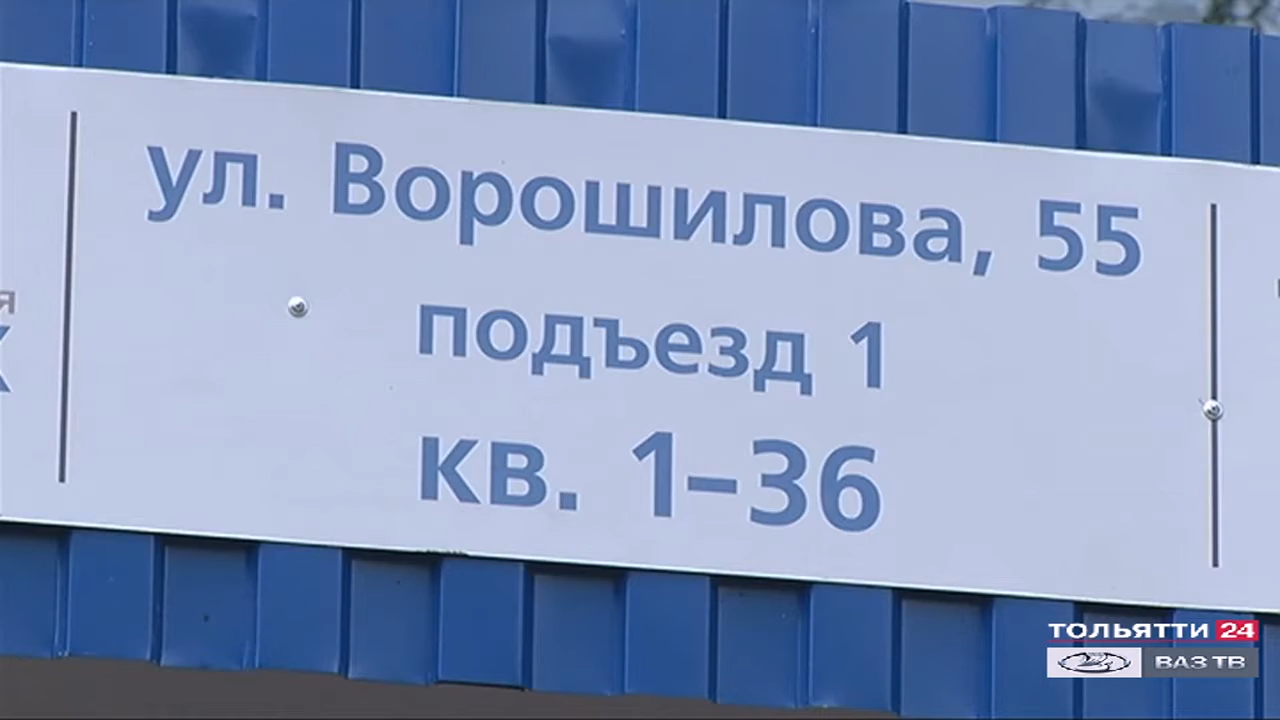 ул. Ворошилова, 55
подъезд 1
кв. 1–36
ТОЛЬЯТТИ 24
ВАЗ ТВ